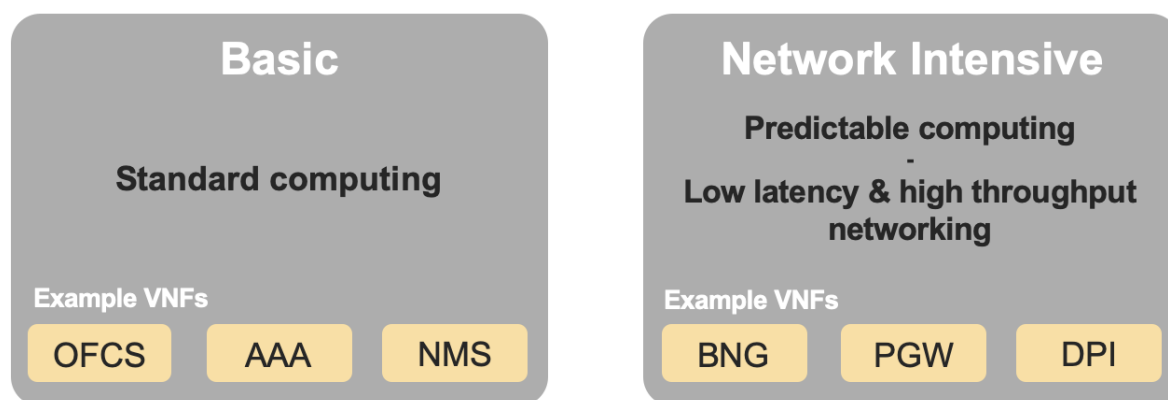 Basic
Standard computing
Example VNFs
OFCS
AAA
NMS
Network Intensive
Predictable computing
-
Low latency & high throughput
networking
Example VNFs
BNG
PGW
DPI